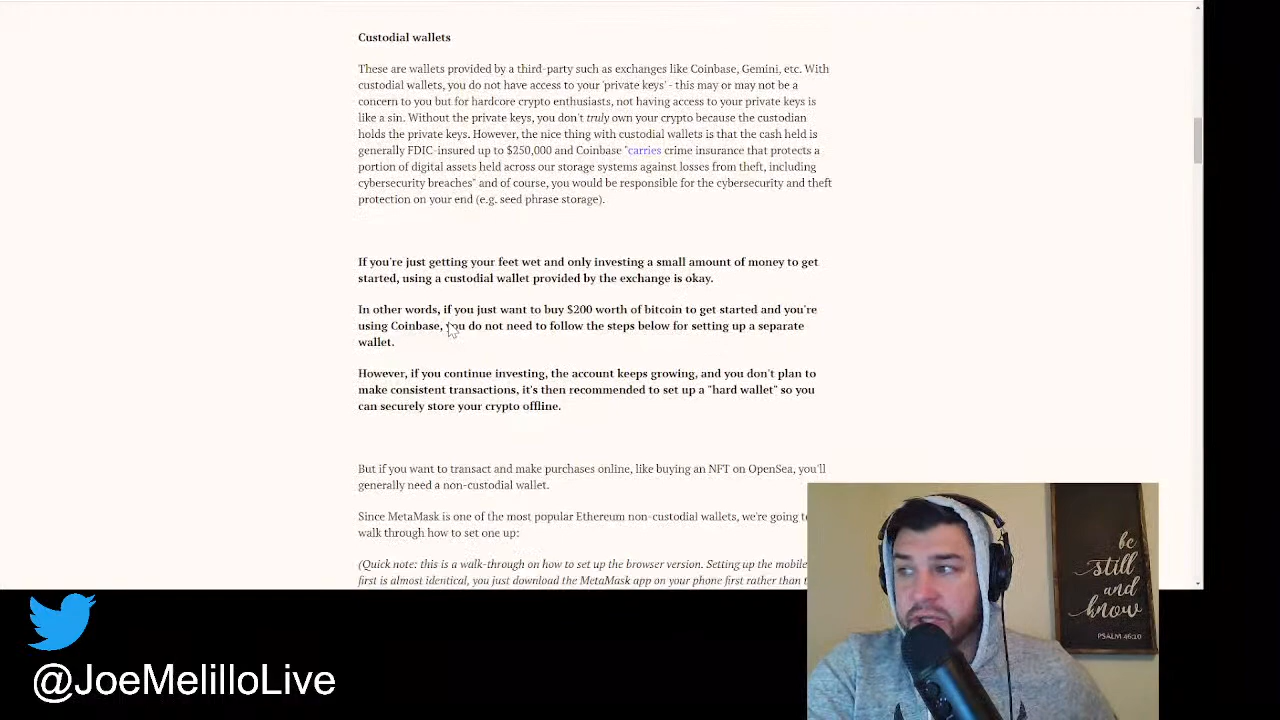 Custodial wallets
These are wallets provided by a third-party such as exchanges like Coinbase, Gemini, etc. With
custodial wallets, you do not have access to your 'private keys' - this may or may not be a
concern to you but for hardcore crypto enthusiasts, not having access to your private keys is
like a sin. Without the private keys, you don't truly own your crypto because the custodian
holds the private keys. However, the nice thing with custodial wallets is that the cash held is
generally FDIC-insured up to $250,000 and Coinbase "carries crime insurance that protects a
portion of digital assets held across our storage systems against losses from theft, including
cybersecurity breaches" and of course, you would be responsible for the cybersecurity and theft
protection on your end (e.g. seed phrase storage).
If you're just getting your feet wet and only investing a small amount of money to get
started, using a custodial wallet provided by the exchange is okay.
In other words, if you just want to buy $200 worth of bitcoin to get started and you're
using Coinbase, you do not need to follow the steps below for setting up a separate
wallet.
However, if you continue investing, the account keeps growing, and you don't plan to
make consistent transactions, it's then recommended to set up a "hard wallet" so you
can securely store your crypto offline.
But if you want to transact and make purchases online, like buying an NFT on OpenSea, you'll
generally need a non-custodial wallet.
Since MetaMask is one of the most popular Ethereum non-custodial wallets, we're going to
walk through how to set one up:
(Quick note: this is a walk-through on how to set up the browser version. Setting up the mobile
first is almost identical, you just download the MetaMask app on your phone first rather than
be
still
and
know
PSALM 46:10
@JoeMelilloLive